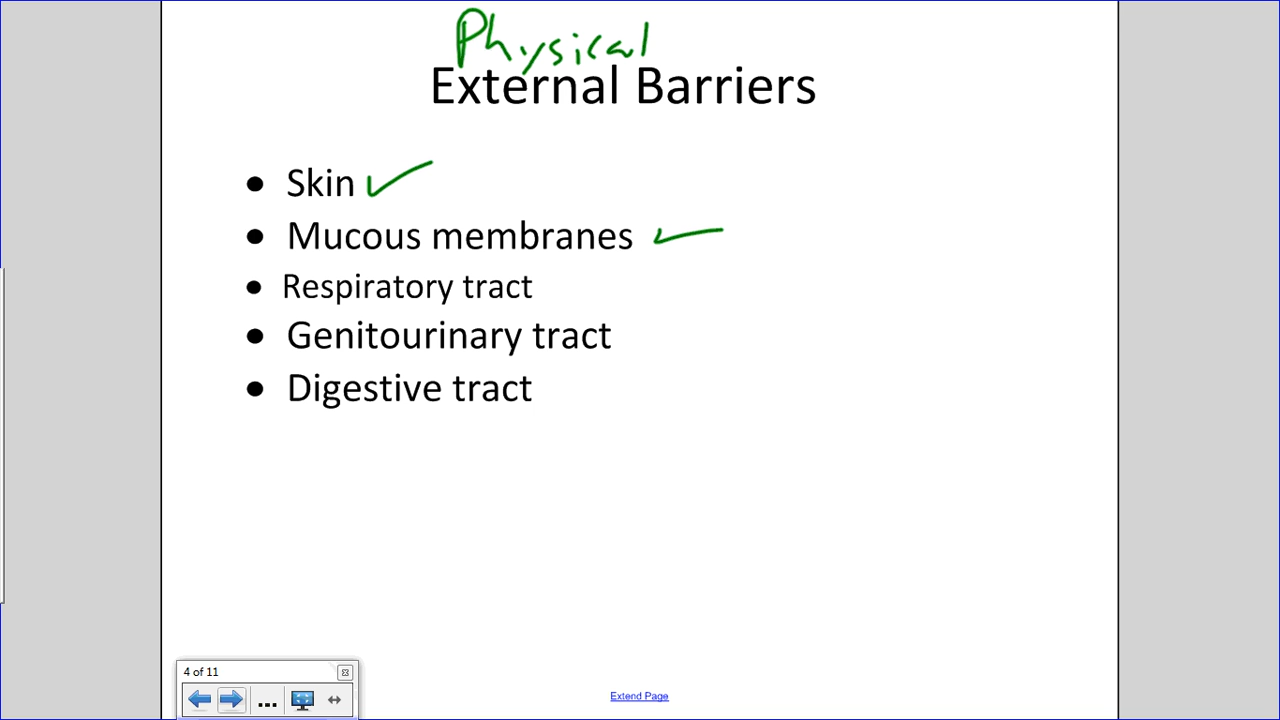 Physical
External Barriers
• Skin
• Mucous membranes
• Respiratory tract
• Genitourinary tract
• Digestive tract
4 of 11
...
Extend Page